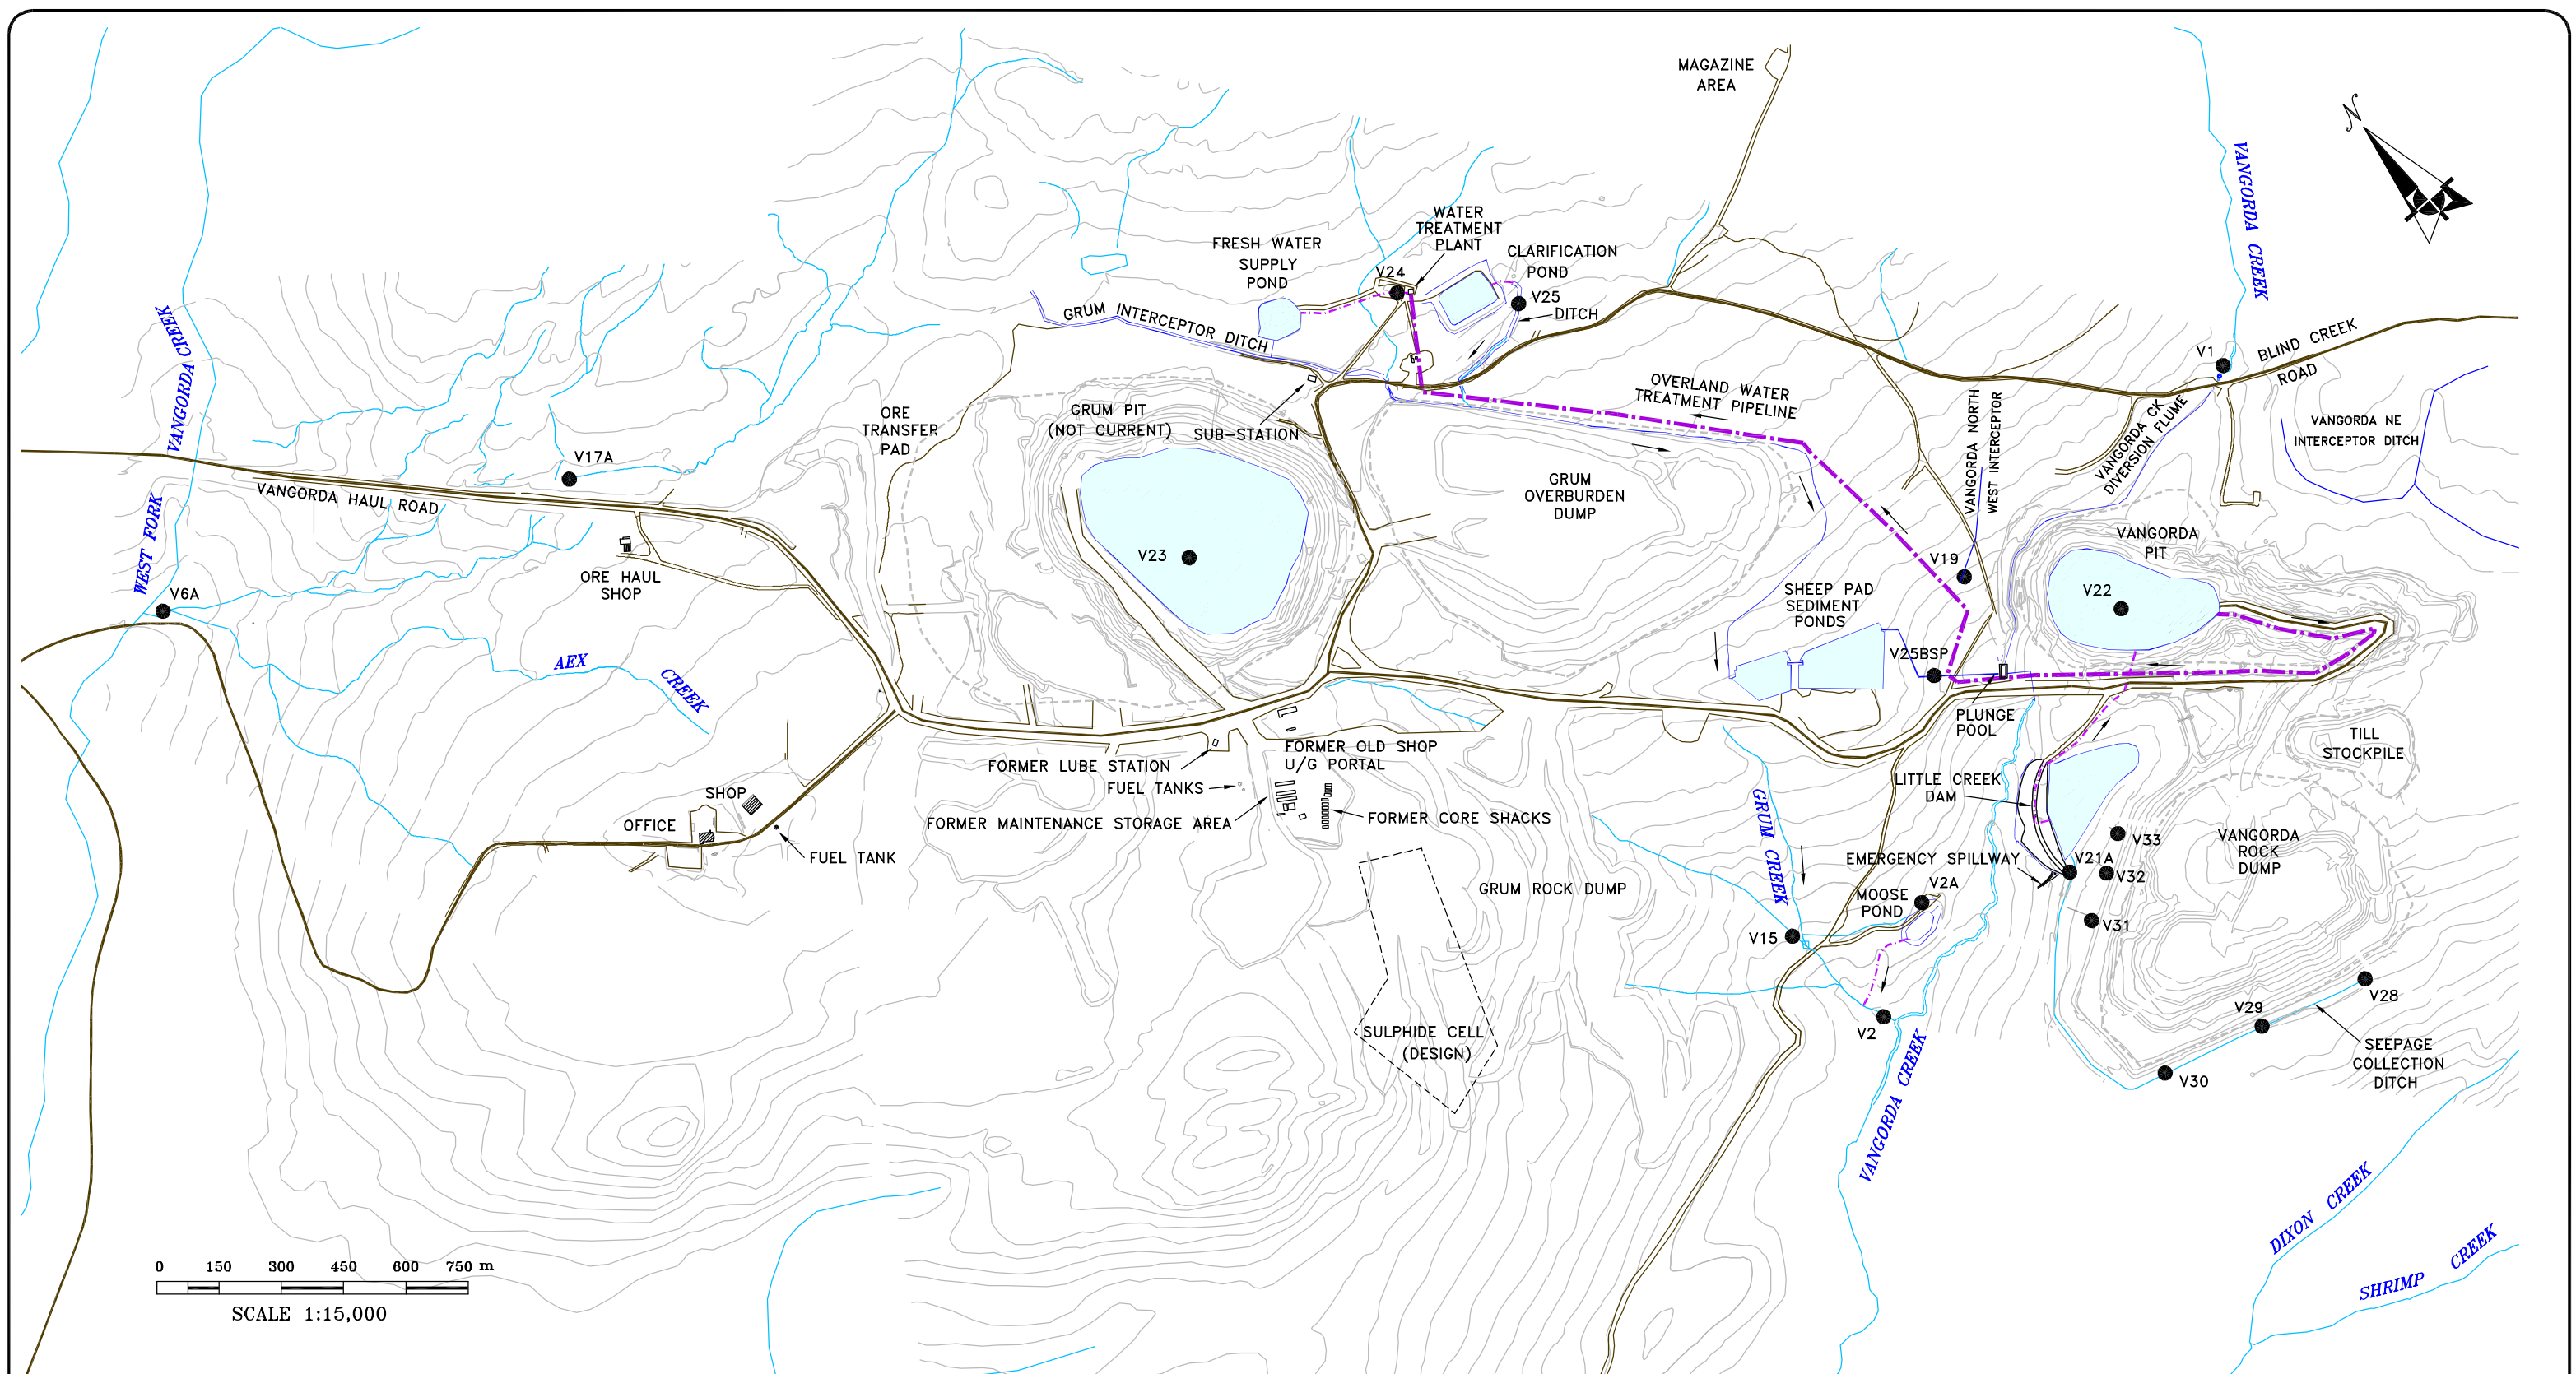 MAGAZINE
AREA
N
VANGORDA CREEK
WATER
TREATMENT
PLANT
FRESH WATER
SUPPLY
POND
CLARIFICATION
POND
V24
V25
DITCH
GRUM INTERCEPTOR DITCH
VANGORDA CREEK
WEST FORK
BLIND CREEK
ROAD
V1
OVERLAND WATER
TREATMENT PIPELINE
VANGORDA NORTH
WEST INTERCEPTOR
VANGORDA CK
DIVERSION FLUME
VANGORDA NE
INTERCEPTOR DITCH
ORE
TRANSFER
PAD
GRUM PIT
(NOT CURRENT)
SUB-STATION
V17A
VANGORDA HAUL ROAD
GRUM
OVERBURDEN
DUMP
V23
V19
VANGORDA
PIT
V22
ORE HAUL
SHOP
V6A
SHEEP PAD
SEDIMENT
PONDS
V25BSP
AEX
CREEK
PLUNGE
POOL
TILL
STOCKPILE
FORMER OLD SHOP
U/G PORTAL
FORMER LUBE STATION
FUEL TANKS
FORMER MAINTENANCE STORAGE AREA
FORMER CORE SHACKS
SHOP
OFFICE
FUEL TANK
LITTLE CREEK
DAM
GRUM CREEK
EMERGENCY SPILLWAY
V21A
V33
V32
V31
VANGORDA
ROCK
DUMP
GRUM ROCK DUMP
MOOSE
POND
V2A
V15
V2
V28
V29
V30
SEEPAGE
COLLECTION
DITCH
SULPHIDE CELL
(DESIGN)
VANGORDA CREEK
DIXON CREEK
SHRIMP CREEK
0 150 300 450 600 750 m
SCALE 1:15,000